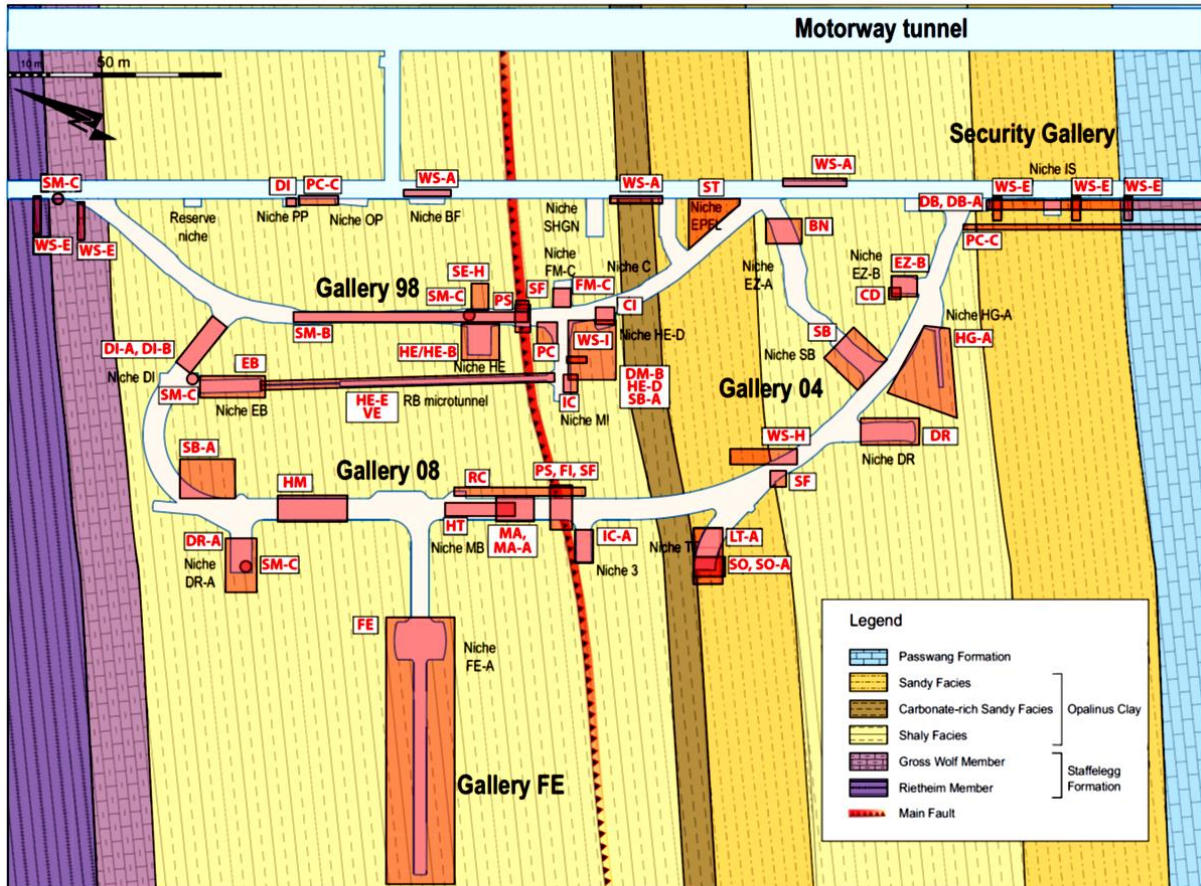 Motorway tunnel
10 m
50 m
Security Gallery
Niche IS
SM-C
DI
PC-C
WS-A
WS-A
ST
WS-A
DB, DB-A
WS-E
WS-E
WS-E
Reserve
niche
Niche PP
Niche OP
Niche BF
Niche
SHGN
Niche
EPFL
WS-E
WS-E
BN
PC-C
Niche
FM-C
Niche C
Niche
EZ-A
Niche
EZ-B
EZ-B
CD
Gallery 98
SE-H
SM-C
PS
SF
FM-C
CI
Niche HG-A
SM-B
HE/HE-B
Niche HE
PC
WS-I
Niche HE-D
SB
Niche SB
HG-A
DI-A, DI-B
Niche DI
EB
SM-C
Niche EB
HE-E
VE
RB microtunnel
IC
Niche MI
DM-B
HE-D
SB-A
Gallery 04
WS-H
DR
Niche DR
SB-A
Gallery 08
HM
RC
PS, FI, SF
SF
HT
Niche MB
MA,
MA-A
IC-A
Niche 3
LT-A
SO, SO-A
DR-A
Niche
DR-A
SM-C
FE
Niche
FE-A
Gallery FE
Legend
Passwang Formation
Sandy Facies
Carbonate-rich Sandy Facies
Opalinus Clay
Shaly Facies
Gross Wolf Member
Staffelegg
Formation
Rietheim Member
Main Fault